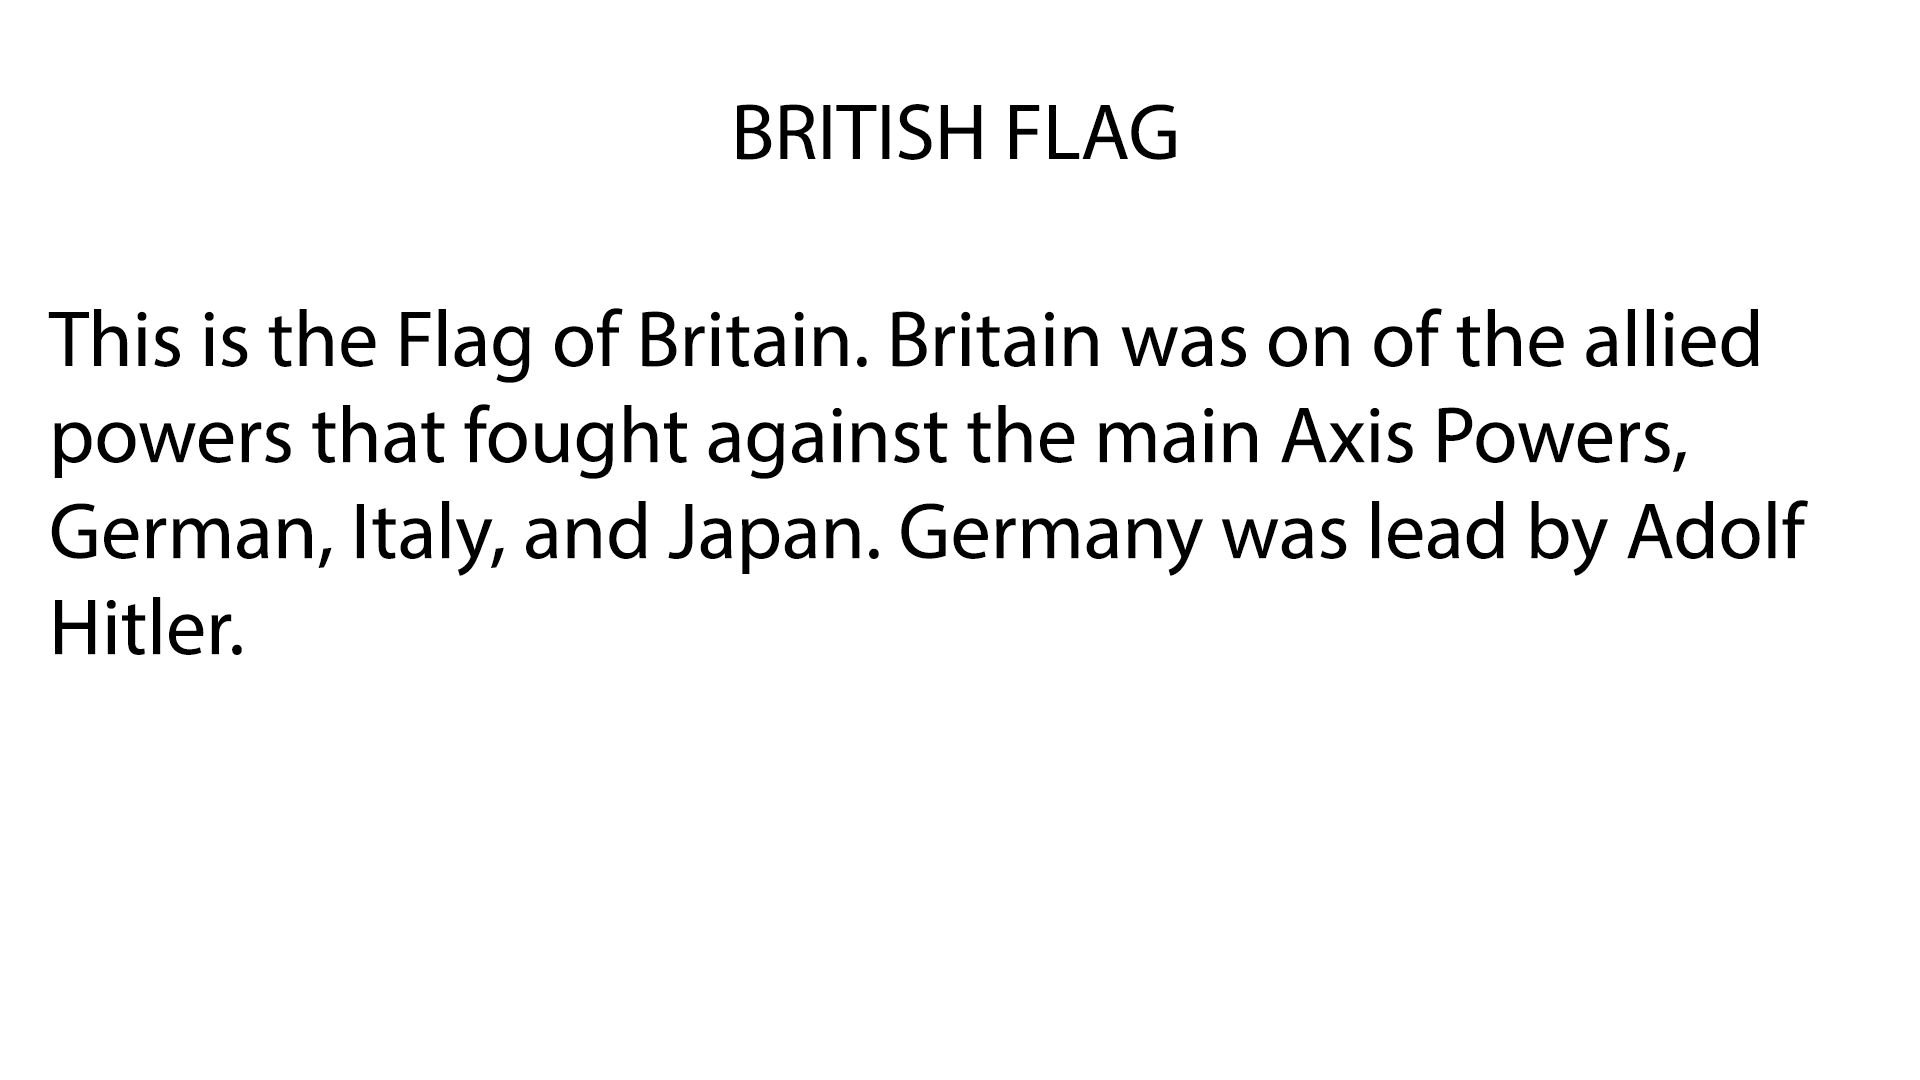 BRITISH FLAG
This is the Flag of Britain. Britain was on of the allied
powers that fought against the main Axis Powers,
German, Italy, and Japan. Germany was lead by Adolf
Hitler.